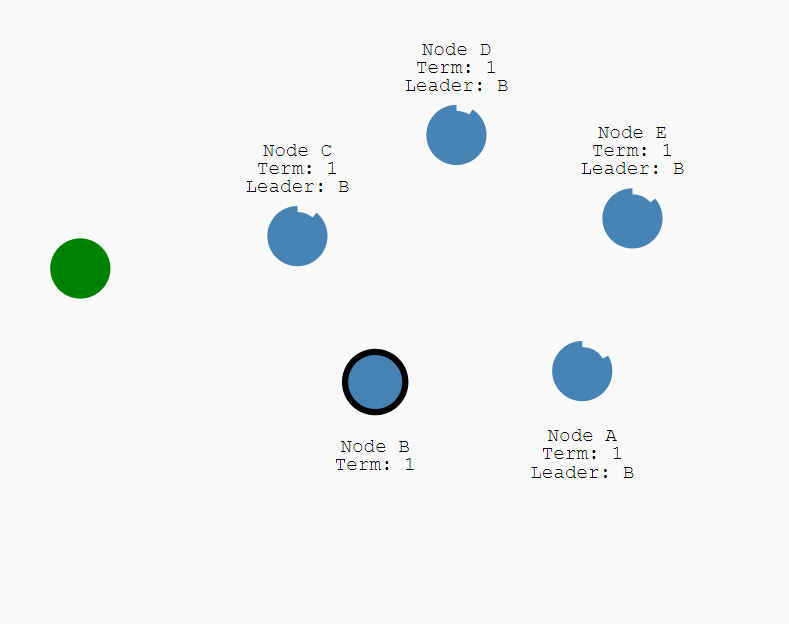 Node D
Term: 1
Leader: B
Node E
Term: 1
Leader: B
Node C
Term: 1
Leader: B
Node A
Term: 1
Leader: B
Node B
Term: 1